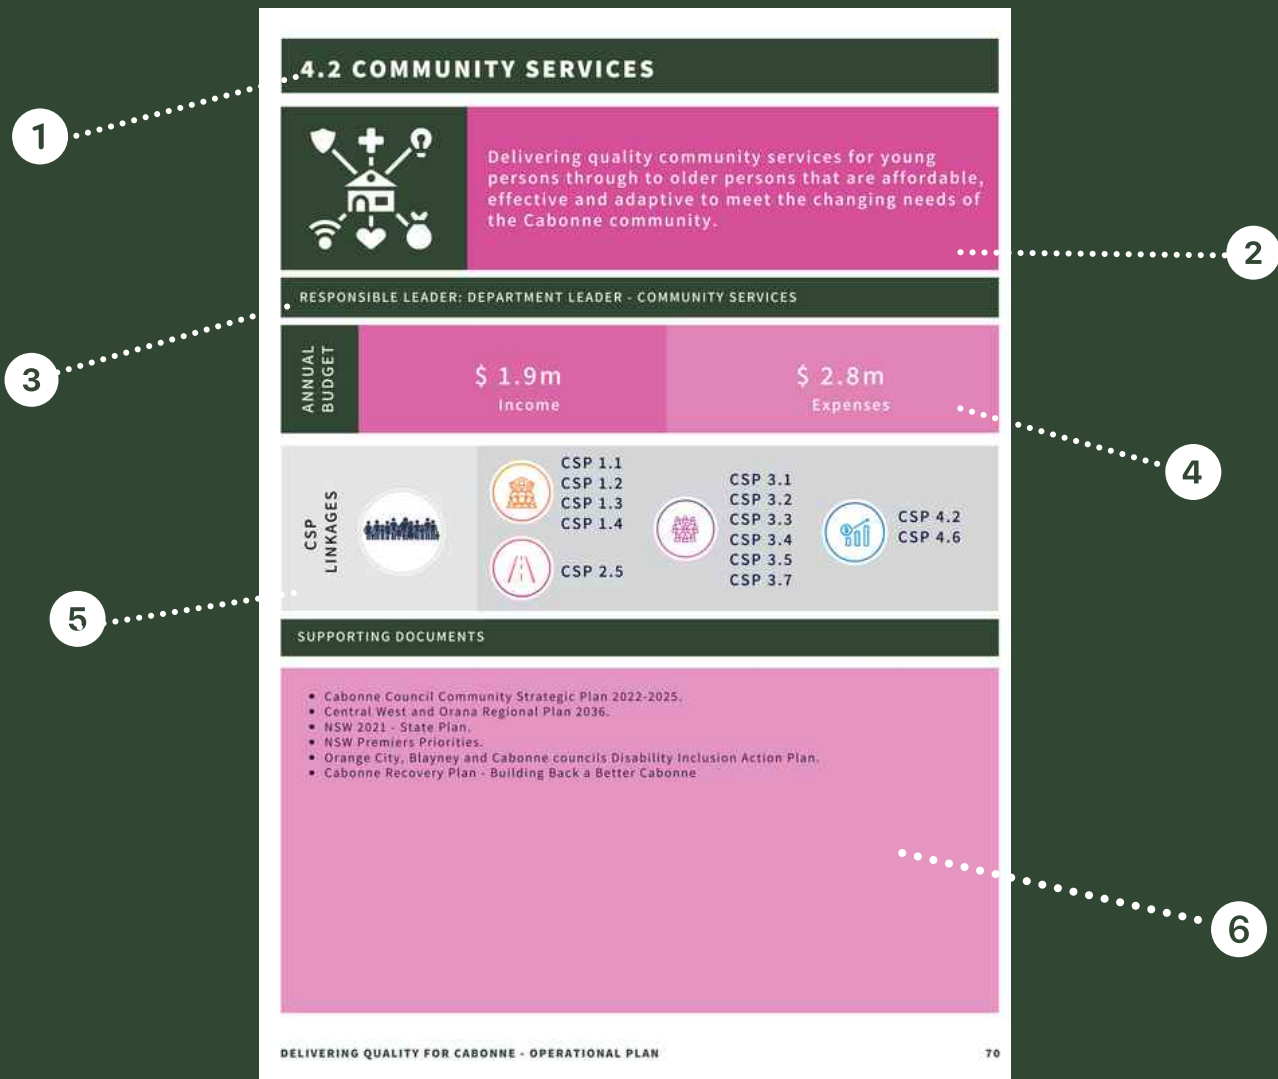 4.2 COMMUNITY SERVICES
1
Delivering quality community services for young
persons through to older persons that are affordable,
effective and adaptive to meet the changing needs of
the Cabonne community.
2
RESPONSIBLE LEADER: DEPARTMENT LEADER - COMMUNITY SERVICES
3
ANNUAL
BUDGET
$ 1.9m
Income
$ 2.8m
Expenses
4
CSP
LINKAGES
CSP 1.1
CSP 1.2
CSP 1.3
CSP 1.4
CSP 2.5
CSP 3.1
CSP 3.2
CSP 3.3
CSP 3.4
CSP 3.5
CSP 3.7
CSP 4.2
CSP 4.6
5
SUPPORTING DOCUMENTS
• Cabonne Council Community Strategic Plan 2022-2025.
• Central West and Orana Regional Plan 2036.
• NSW 2021 - State Plan.
• NSW Premiers Priorities.
• Orange City, Blayney and Cabonne councils Disability Inclusion Action Plan.
• Cabonne Recovery Plan - Building Back a Better Cabonne
6
DELIVERING QUALITY FOR CABONNE - OPERATIONAL PLAN
70